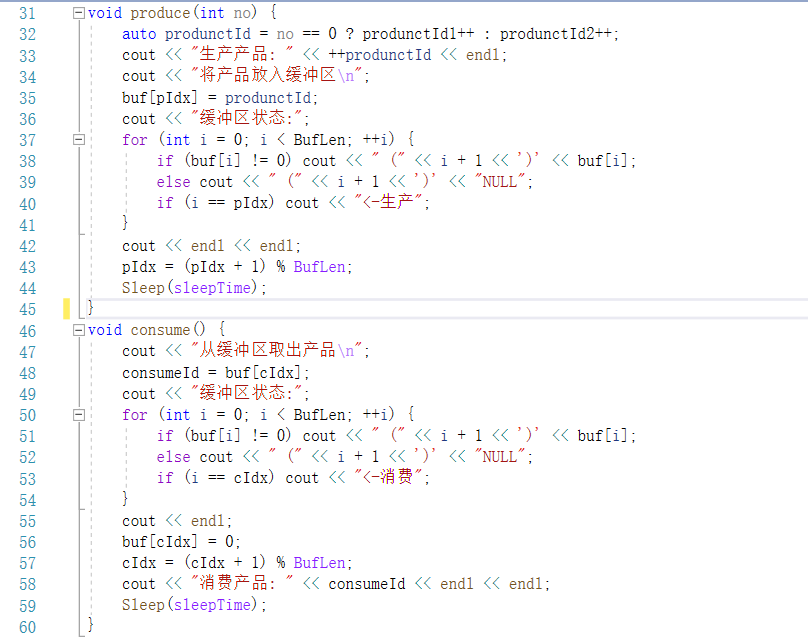 31 void produce(int no) {
32 auto produnctId = no == 0 ? produnctId1++ : produnctId2++;
33 cout << "生产产品: " << ++produnctId << endl;
34 cout << "将产品放入缓冲区\n";
35 buf[pIdx] = produnctId;
36 cout << "缓冲区状态:";
37 for (int i = 0; i < BufLen; ++i) {
38 if (buf[i] != 0) cout << " (" << i + 1 << ')' << buf[i];
39 else cout << " (" << i + 1 << ')' << "NULL";
40 if (i == pIdx) cout << "<-生产";
41 }
42 cout << endl << endl;
43 pIdx = (pIdx + 1) % BufLen;
44 Sleep(sleepTime);
45 }
46 void consume() {
47 cout << "从缓冲区取出产品\n";
48 consumeId = buf[cIdx];
49 cout << "缓冲区状态:";
50 for (int i = 0; i < BufLen; ++i) {
51 if (buf[i] != 0) cout << " (" << i + 1 << ')' << buf[i];
52 else cout << " (" << i + 1 << ')' << "NULL";
53 if (i == cIdx) cout << "<-消费";
54 }
55 cout << endl;
56 buf[cIdx] = 0;
57 cIdx = (cIdx + 1) % BufLen;
58 cout << "消费产品: " << consumeId << endl << endl;
59 Sleep(sleepTime);
60 }